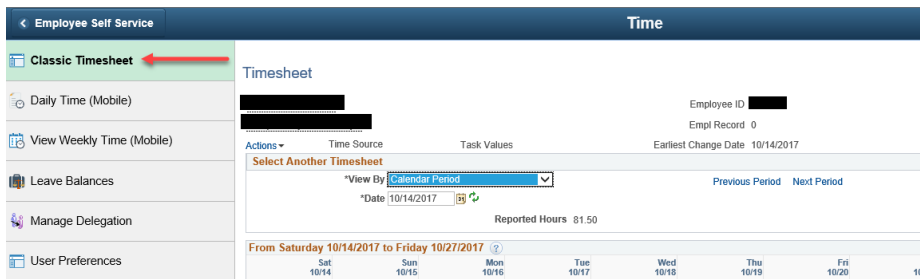 Employee Self Service
Time
Classic Timesheet
Daily Time (Mobile)
View Weekly Time (Mobile)
Leave Balances
Manage Delegation
User Preferences
Timesheet
Employee ID
Empl Record 0
Actions Time Source Task Values Earliest Change Date 10/14/2017
Select Another Timesheet
*View By Calendar Period Previous Period Next Period
*Date 10/14/2017 31
Reported Hours 81.50
From Saturday 10/14/2017 to Friday 10/27/2017 ?
Sat Sun Mon Tue Wed Thu Fri
10/14 10/15 10/16 10/17 10/18 10/19 10/20